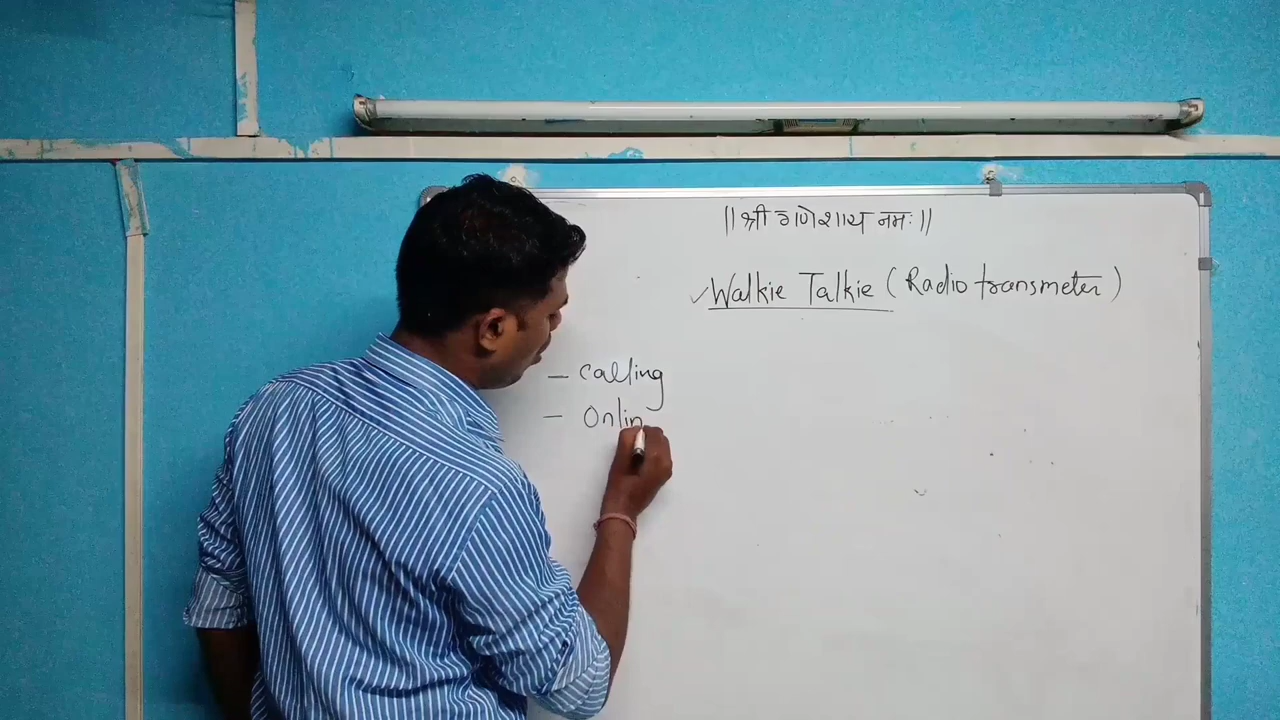 ||श्री गणेशाय नमः||
✓Walkie Talkie (Radio transmeter)
– calling
– Onlin